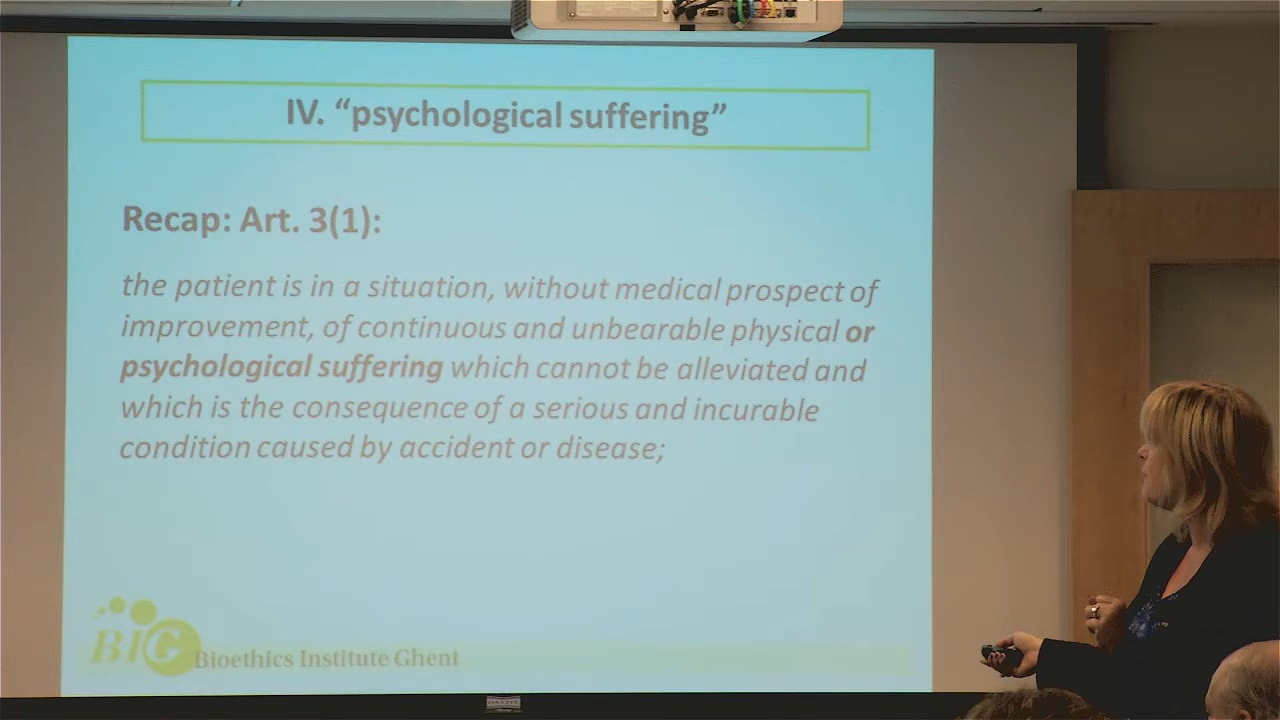 IV. “psychological suffering”
Recap: Art. 3(1):
the patient is in a situation, without medical prospect of
improvement, of continuous and unbearable physical or
psychological suffering which cannot be alleviated and
which is the consequence of a serious and incurable
condition caused by accident or disease;
BIG
Bioethics Institute Ghent